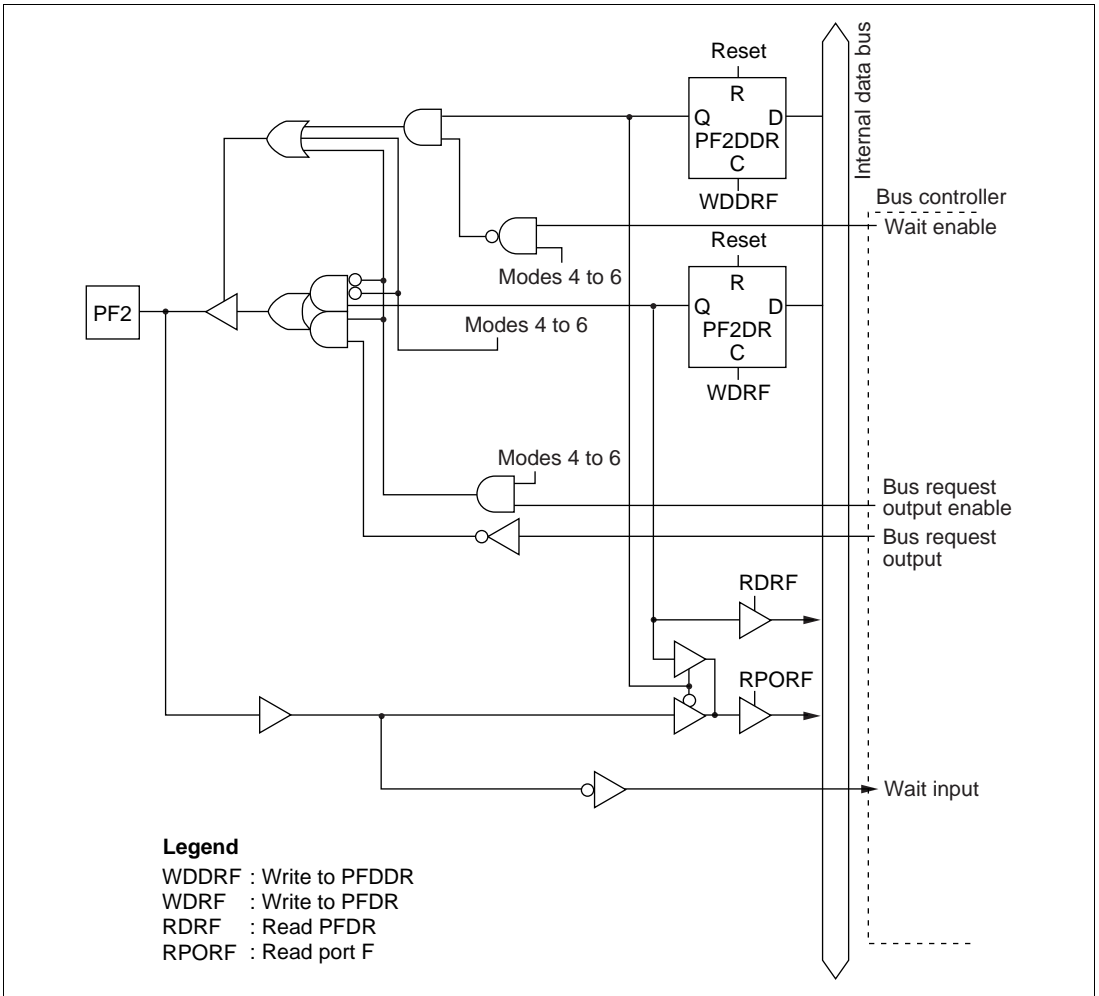 Reset
R
Q D
PF2DDR
C
WDDRF
Internal data bus
Bus controller
Wait enable
Modes 4 to 6
Reset
R
Q D
PF2DR
C
WDRF
PF2
Modes 4 to 6
Modes 4 to 6
Bus request
output enable
Bus request
output
RDRF
RPORF
Wait input
Legend
WDDRF : Write to PFDDR
WDRF : Write to PFDR
RDRF : Read PFDR
RPORF : Read port F